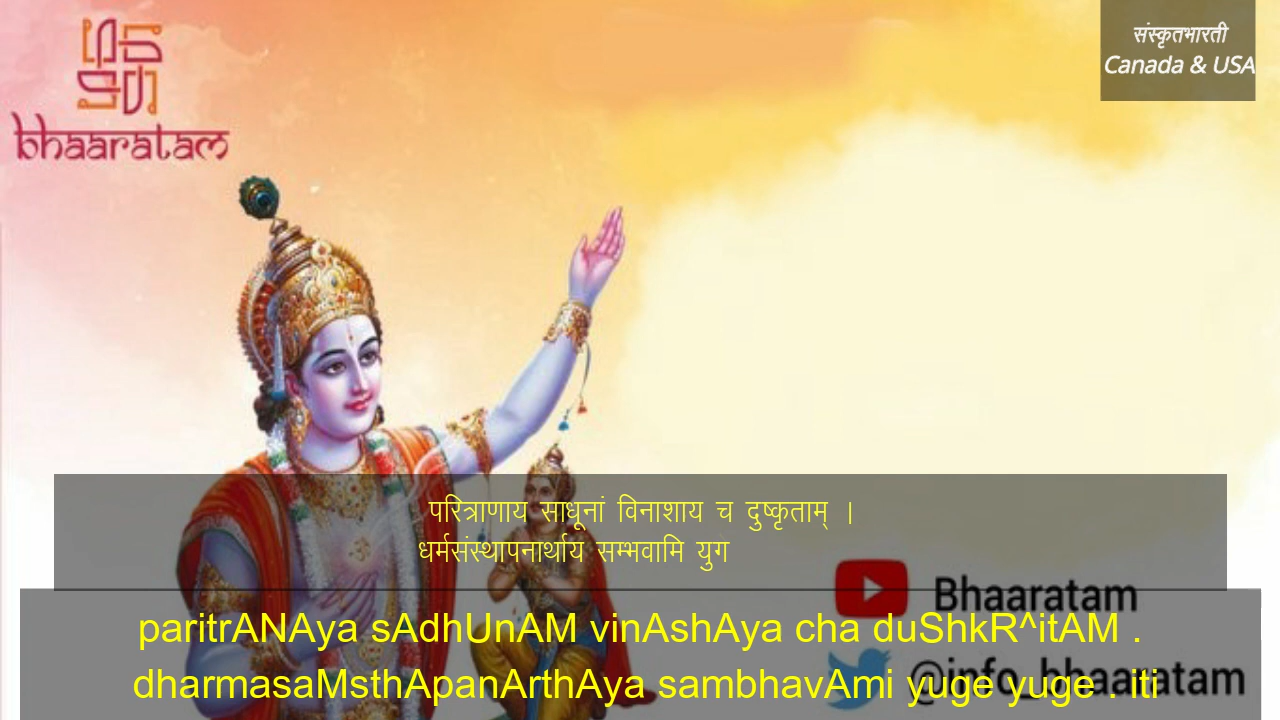 संस्कृतभारती
Canada & USA
bhaaratam
परित्राणाय साधूनां विनाशाय च दुष्कृताम् ।
धर्मसंस्थापनार्थाय सम्भवामि युग
Bhaaratam
paritrANAya sAdhUnAM vinAshAya cha duShkR^itAM .
@info_bhaaratam
dharmasaMsthApanArthAya sambhavAmi yuge yuge . iti